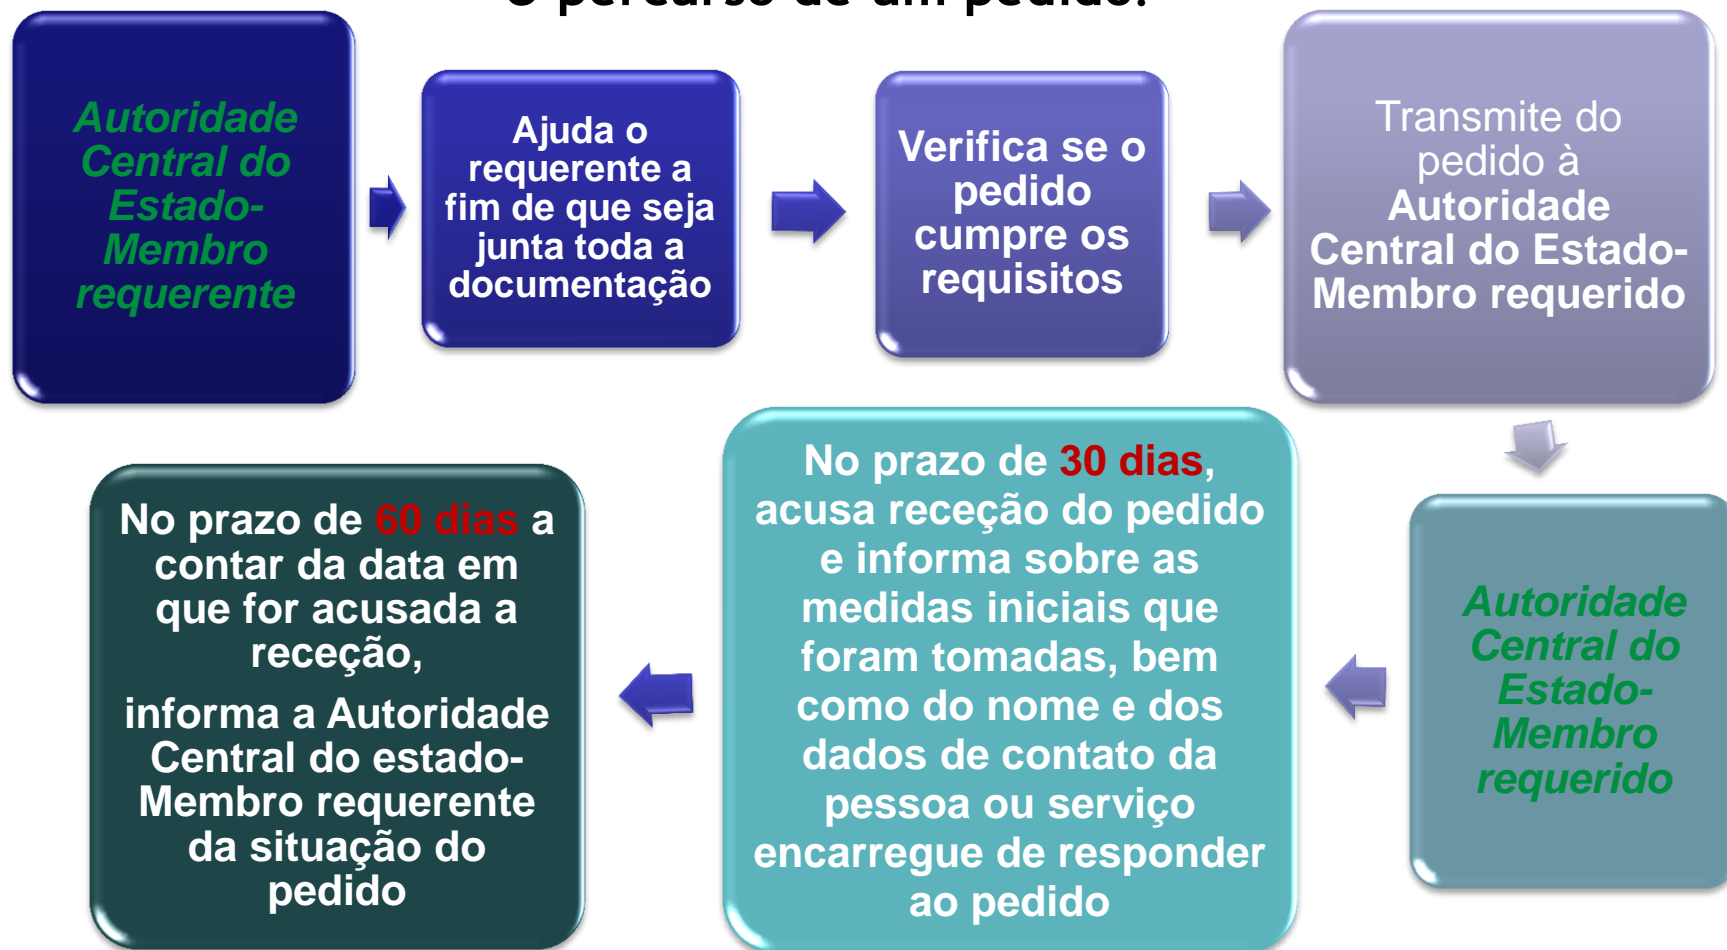 o percurso de um pedido:
Autoridade
Central do
Estado-
Membro
requerente
Ajuda o
requerente a
fim de que seja
junta toda a
documentação
Verifica se o
pedido
cumpre os
requisitos
Transmite do
pedido à
Autoridade
Central do Estado-
Membro requerido
Autoridade
Central do
Estado-
Membro
requerido
No prazo de 30 dias,
acusa receção do pedido
e informa sobre as
medidas iniciais que
foram tomadas, bem
como do nome e dos
dados de contato da
pessoa ou serviço
encarregue de responder
ao pedido
No prazo de 60 dias a
contar da data em
que for acusada a
receção,
informa a Autoridade
Central do estado-
Membro requerente
da situação do
pedido